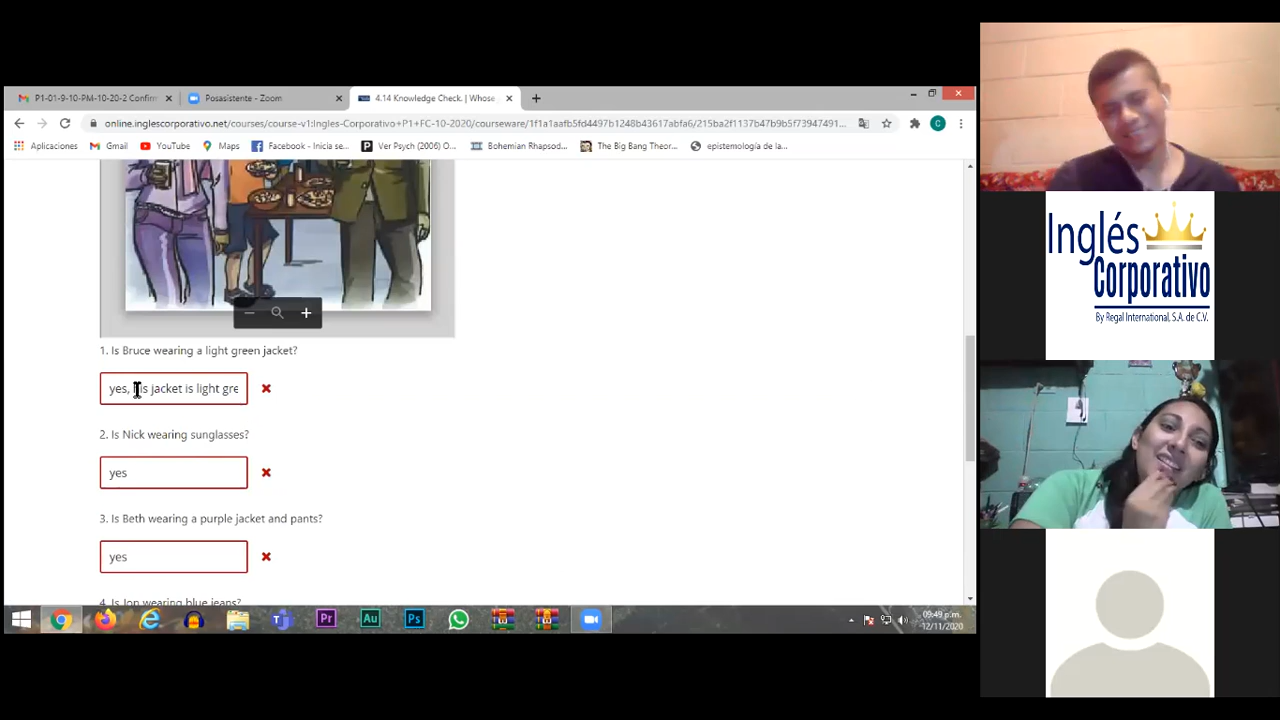 P1-01-9-10-PM-10-20-2 Confirm
Posasistente - Zoom
4.14 Knowledge Check. | Whose
online.inglescorporativo.net/courses/course-v1:Ingles-Corporativo+P1+FC-10-2020/courseware/1f1a1aafb5fd4497b1248b43617abfa6/215ba2f1137b47b9b5f73947491...
C
Aplicaciones
Gmail
YouTube
Maps
Facebook - Inicia se...
Ver Psych (2006) O...
Bohemian Rhapsod...
The Big Bang Theor...
epistemología de la...
1. Is Bruce wearing a light green jacket?
yes, his jacket is light gre
2. Is Nick wearing sunglasses?
yes
3. Is Beth wearing a purple jacket and pants?
yes
4. Is Jon wearing blue jeans?
Pr
Au
Ps
09:49 p.m.
12/11/2020
Inglés
Corporativo
By Regal International, S.A. de C.V.